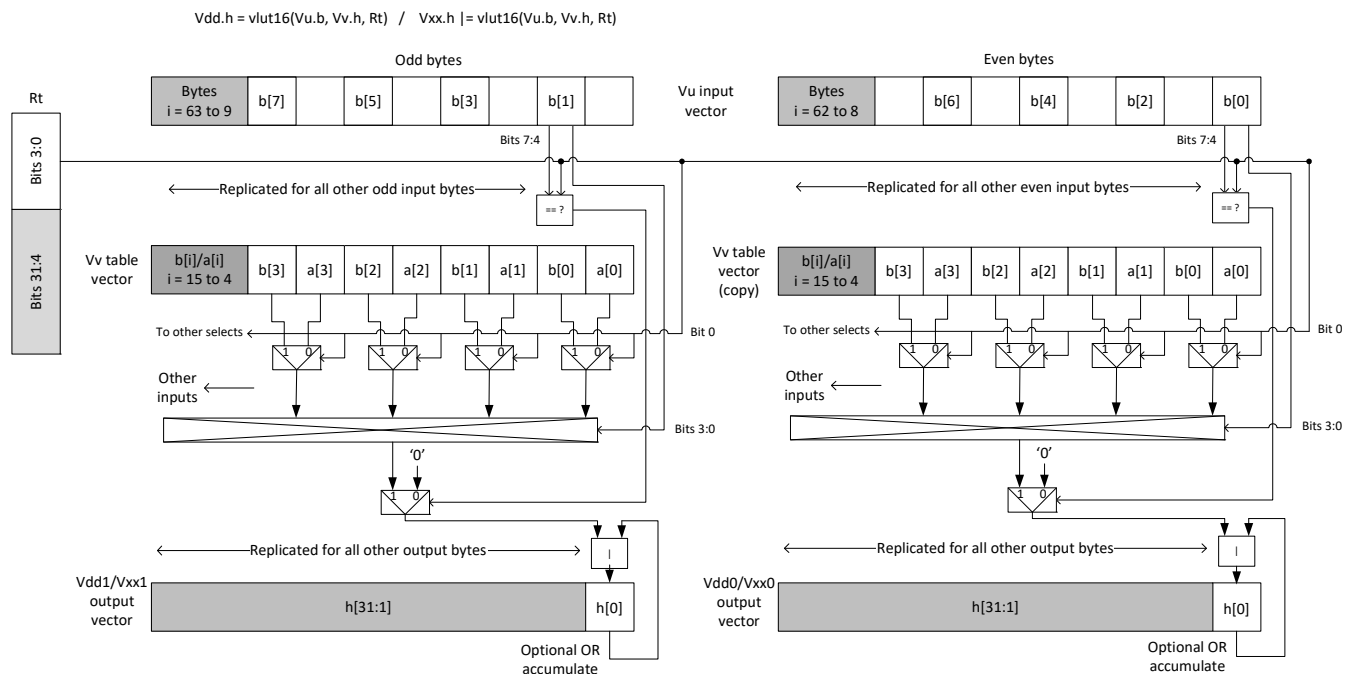 Vdd.h = vlut16(Vu.b, Vv.h, Rt)  /  Vxx.h |= vlut16(Vu.b, Vv.h, Rt)
Odd bytes
Even bytes
Rt
Bits 3:0
Bits 31:4
Bytes
i = 63 to 9
b[7]
b[5]
b[3]
b[1]
Vu input
vector
Bytes
i = 62 to 8
b[6]
b[4]
b[2]
b[0]
Bits 7:4
Bits 7:4
Replicated for all other odd input bytes
== ?
Replicated for all other even input bytes
== ?
Vv table
vector
b[i]/a[i]
i = 15 to 4
b[3]
a[3]
b[2]
a[2]
b[1]
a[1]
b[0]
a[0]
Vv table
vector
(copy)
b[i]/a[i]
i = 15 to 4
b[3]
a[3]
b[2]
a[2]
b[1]
a[1]
b[0]
a[0]
To other selects
Bit 0
To other selects
Bit 0
1 0
1 0
1 0
1 0
1 0
1 0
1 0
1 0
Other
inputs
Other
inputs
Bits 3:0
Bits 3:0
‘0’
‘0’
1 0
1 0
Replicated for all other output bytes
|
Replicated for all other output bytes
|
Vdd1/Vxx1
output
vector
h[31:1]
h[0]
Vdd0/Vxx0
output
vector
h[31:1]
h[0]
Optional OR
accumulate
Optional OR
accumulate